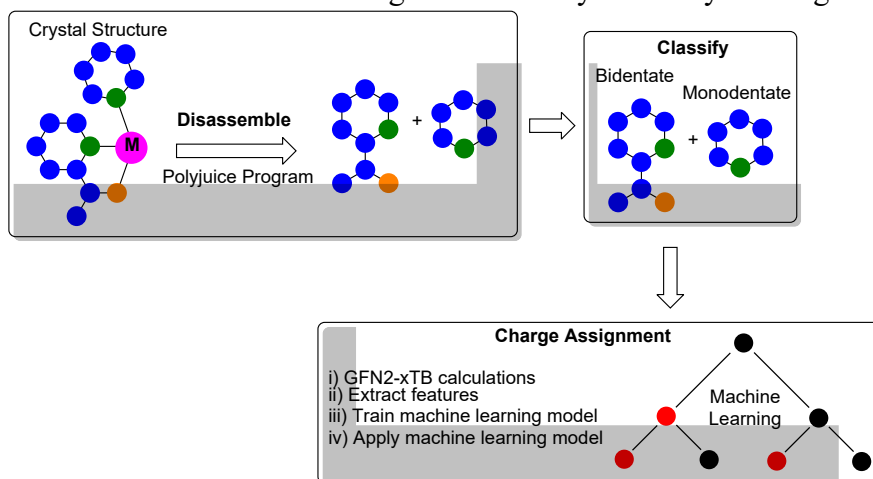 Crystal Structure
M
Disassemble
Polyjuice Program
+
Classify
Bidentate
Monodentate
+
Charge Assignment
i) GFN2-xTB calculations
ii) Extract features
iii) Train machine learning model
iv) Apply machine learning model
Machine
Learning